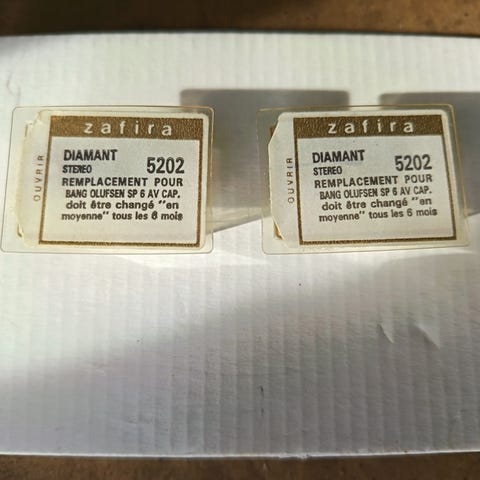 zafira
OUVRIR
DIAMANT
STEREO
5202
REMPLACEMENT POUR
BANG OLUFSEN SP 6 AV CAP.
doit être changé "en
moyenne" tous les 6 mois
zafira
OUVRIR
DIAMANT
STEREO
5202
REMPLACEMENT POUR
BANG OLUFSEN SP 6 AV CAP.
doit être changé "en
moyenne" tous les 6 mois